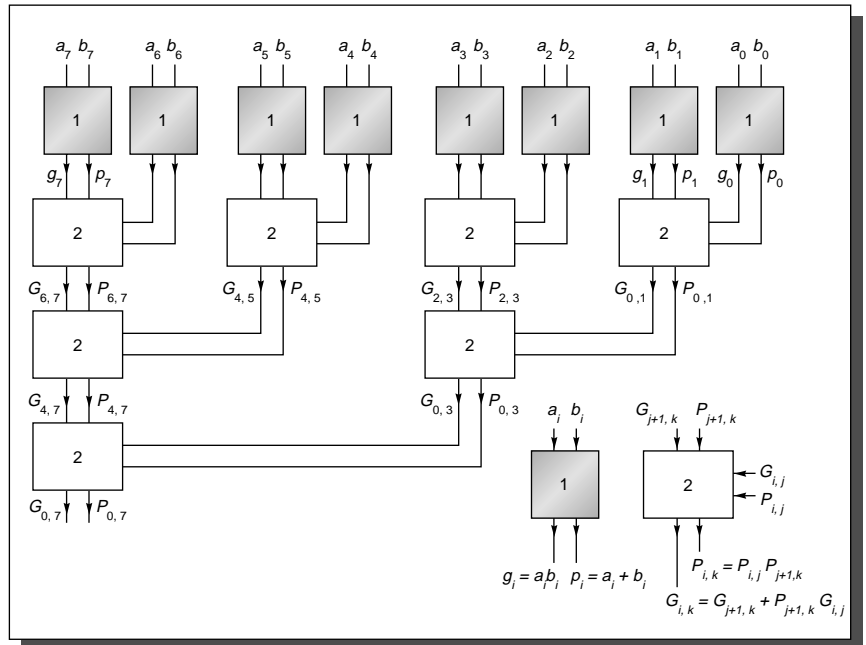 a7 b7 a6 b6 a5 b5 a4 b4 a3 b3 a2 b2 a1 b1 a0 b0
1 1 1 1 1 1 1 1
g7 p7 g1 p1 g0 p0
2 2 2 2
G6, 7 P6, 7 G4, 5 P4, 5 G2, 3 P2, 3 G0 ,1 P0 ,1
2 2
G4, 7 P4, 7 G0, 3 P0, 3
ai bi Gj+1, k Pj+1, k
2 1 2 Gi, j
Pi, j
G0, 7 P0, 7
Pi, k = Pi, j Pj+1,k
gi = aibi pi = ai + bi
Gi, k = Gj+1, k + Pj+1, k Gi, j